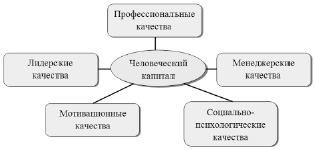 Профессиональные
качества
Лидерские
качества
Человеческий
капитал
Менеджерские
качества
Мотивационные
качества
Социально-
психологические
качества